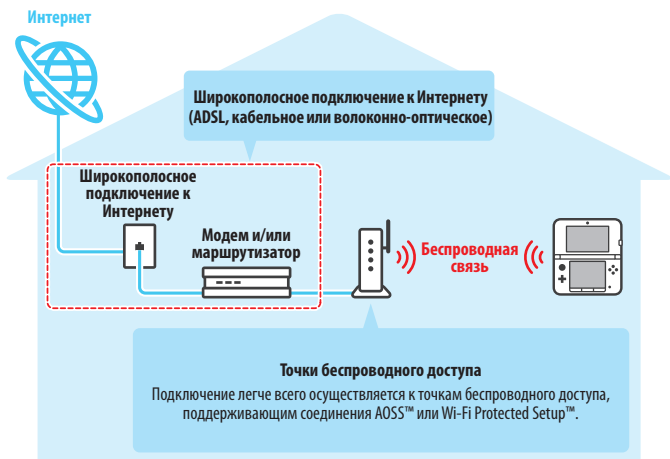 Интернет
Широкополосное подключение к Интернету
(ADSL, кабельное или волоконно-оптическое)
Широкополосное
подключение к
Интернету
Модем и/или
маршрутизатор
Беспроводная
связь
Точки беспроводного доступа
Подключение легче всего осуществляется к точкам беспроводного доступа,
поддерживающим соединения AOSS™ или Wi-Fi Protected Setup™.